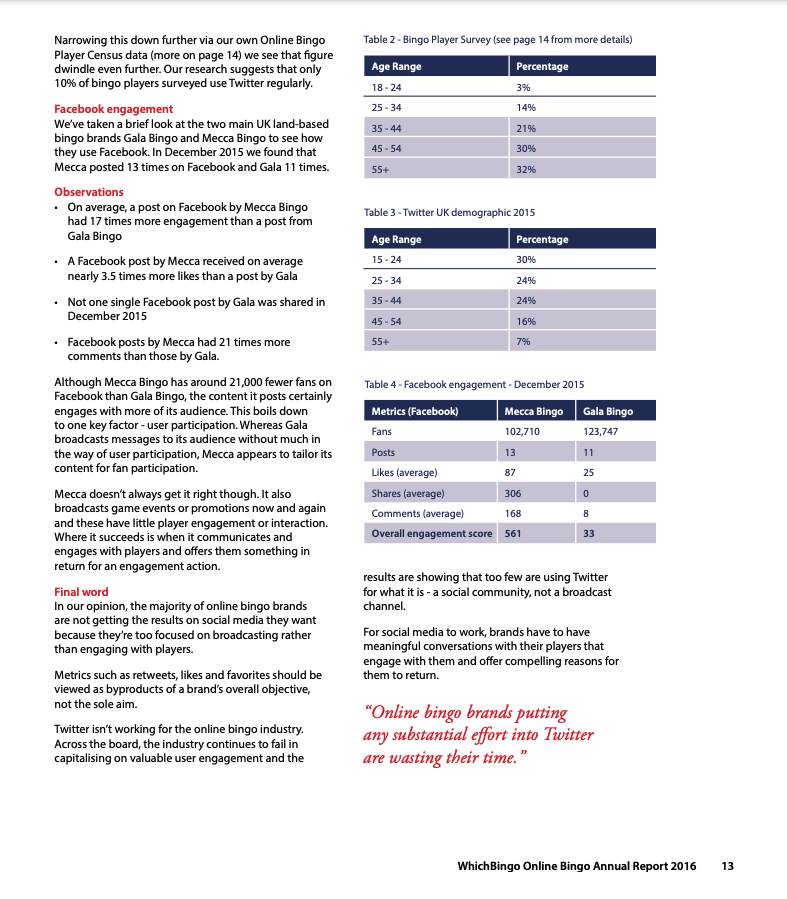 Narrowing this down further via our own Online Bingo
Player Census data (more on page 14) we see that figure
dwindle even further. Our research suggests that only
10% of bingo players surveyed use Twitter regularly.
Facebook engagement
We've taken a brief look at the two main UK land-based
bingo brands Gala Bingo and Mecca Bingo to see how
they use Facebook. In December 2015 we found that
Mecca posted 13 times on Facebook and Gala 11 times.
Observations
• On average, a post on Facebook by Mecca Bingo
had 17 times more engagement than a post from
Gala Bingo
• A Facebook post by Mecca received on average
nearly 3.5 times more likes than a post by Gala
• Not one single Facebook post by Gala was shared in
December 2015
• Facebook posts by Mecca had 21 times more
comments than those by Gala.
Although Mecca Bingo has around 21,000 fewer fans on
Facebook than Gala Bingo, the content it posts certainly
engages with more of its audience. This boils down
to one key factor - user participation. Whereas Gala
broadcasts messages to its audience without much in
the way of user participation, Mecca appears to tailor its
content for fan participation.
Mecca doesn't always get it right though. It also
broadcasts game events or promotions now and again
and these have little player engagement or interaction.
Where it succeeds is when it communicates and
engages with players and offers them something in
return for an engagement action.
Final word
In our opinion, the majority of online bingo brands
are not getting the results on social media they want
because they're too focused on broadcasting rather
than engaging with players.
Metrics such as retweets, likes and favorites should be
viewed as byproducts of a brand's overall objective,
not the sole aim.
Twitter isn't working for the online bingo industry.
Across the board, the industry continues to fail in
capitalising on valuable user engagement and the
Table 2 - Bingo Player Survey (see page 14 from more details)
Age Range Percentage
18 - 24 3%
25 - 34 14%
35 - 44 21%
45 - 54 30%
55+ 32%
Table 3 - Twitter UK demographic 2015
Age Range Percentage
15 - 24 30%
25 - 34 24%
35 - 44 24%
45 - 54 16%
55+ 7%
Table 4 - Facebook engagement - December 2015
Metrics (Facebook) Mecca Bingo Gala Bingo
Fans 102,710 123,747
Posts 13 11
Likes (average) 87 25
Shares (average) 306 0
Comments (average) 168 8
Overall engagement score 561 33
results are showing that too few are using Twitter
for what it is - a social community, not a broadcast
channel.
For social media to work, brands have to have
meaningful conversations with their players that
engage with them and offer compelling reasons for
them to return.
“Online bingo brands putting
any substantial effort into Twitter
are wasting their time.”
WhichBingo Online Bingo Annual Report 2016 13